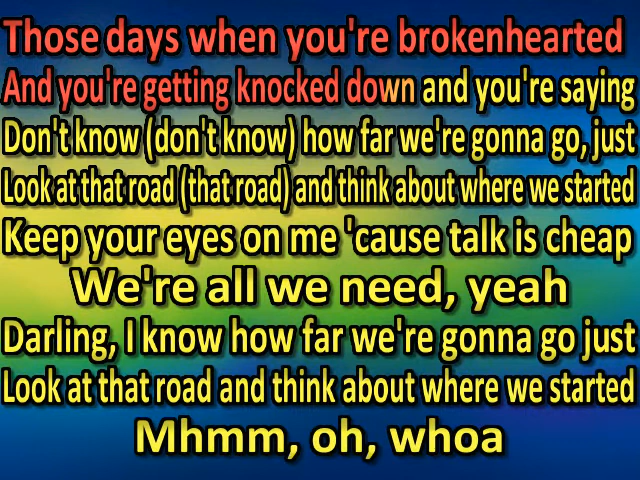 Those days when you're brokenhearted
And you're getting knocked down and you're saying
Don't know (don't know) how far we're gonna go, just
Look at that road (that road) and think about where we started
Keep your eyes on me 'cause talk is cheap
We're all we need, yeah
Darling, I know how far we're gonna go just
Look at that road and think about where we started
Mhmm, oh, whoa